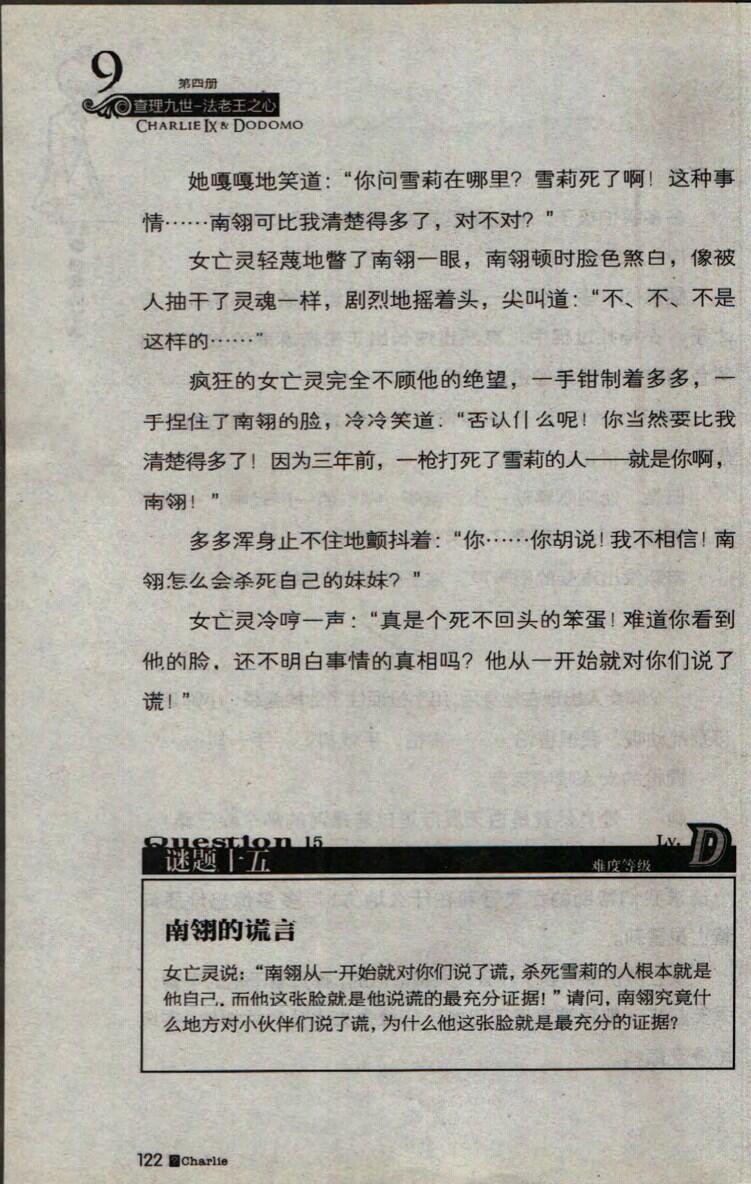 9
第四册
查理九世-法老王之心
CHARLIE IX & DODOMO
她嘎嘎地笑道：“你问雪莉在哪里？雪莉死了啊！这种事
情……南翎可比我清楚得多了，对不对？”
女亡灵轻蔑地瞥了南翎一眼，南翎顿时脸色煞白，像被
人抽干了灵魂一样，剧烈地摇着头，尖叫道：“不、不、不是
这样的……”
疯狂的女亡灵完全不顾他的绝望，一手钳制着多多，一
手捏住了南翎的脸，冷冷笑道：“否认什么呢！你当然要比我
清楚得多了！因为三年前，一枪打死了雪莉的人——就是你啊，
南翎！”
多多浑身止不住地颤抖着：“你……你胡说！我不相信！南
翎怎么会杀死自己的妹妹？”
女亡灵冷哼一声：“真是个死不回头的笨蛋！难道你看到
他的脸，还不明白事情的真相吗？他从一开始就对你们说了
谎！”
Question 15
Lv. D
谜题十五
难度等级
南翎的谎言
女亡灵说：“南翎从一开始就对你们说了谎，杀死雪莉的人根本就是
他自己，而他这张脸就是他说谎的最充分证据！”请问，南翎究竟什
么地方对小伙伴们说了谎，为什么他这张脸就是最充分的证据？
122 Charlie